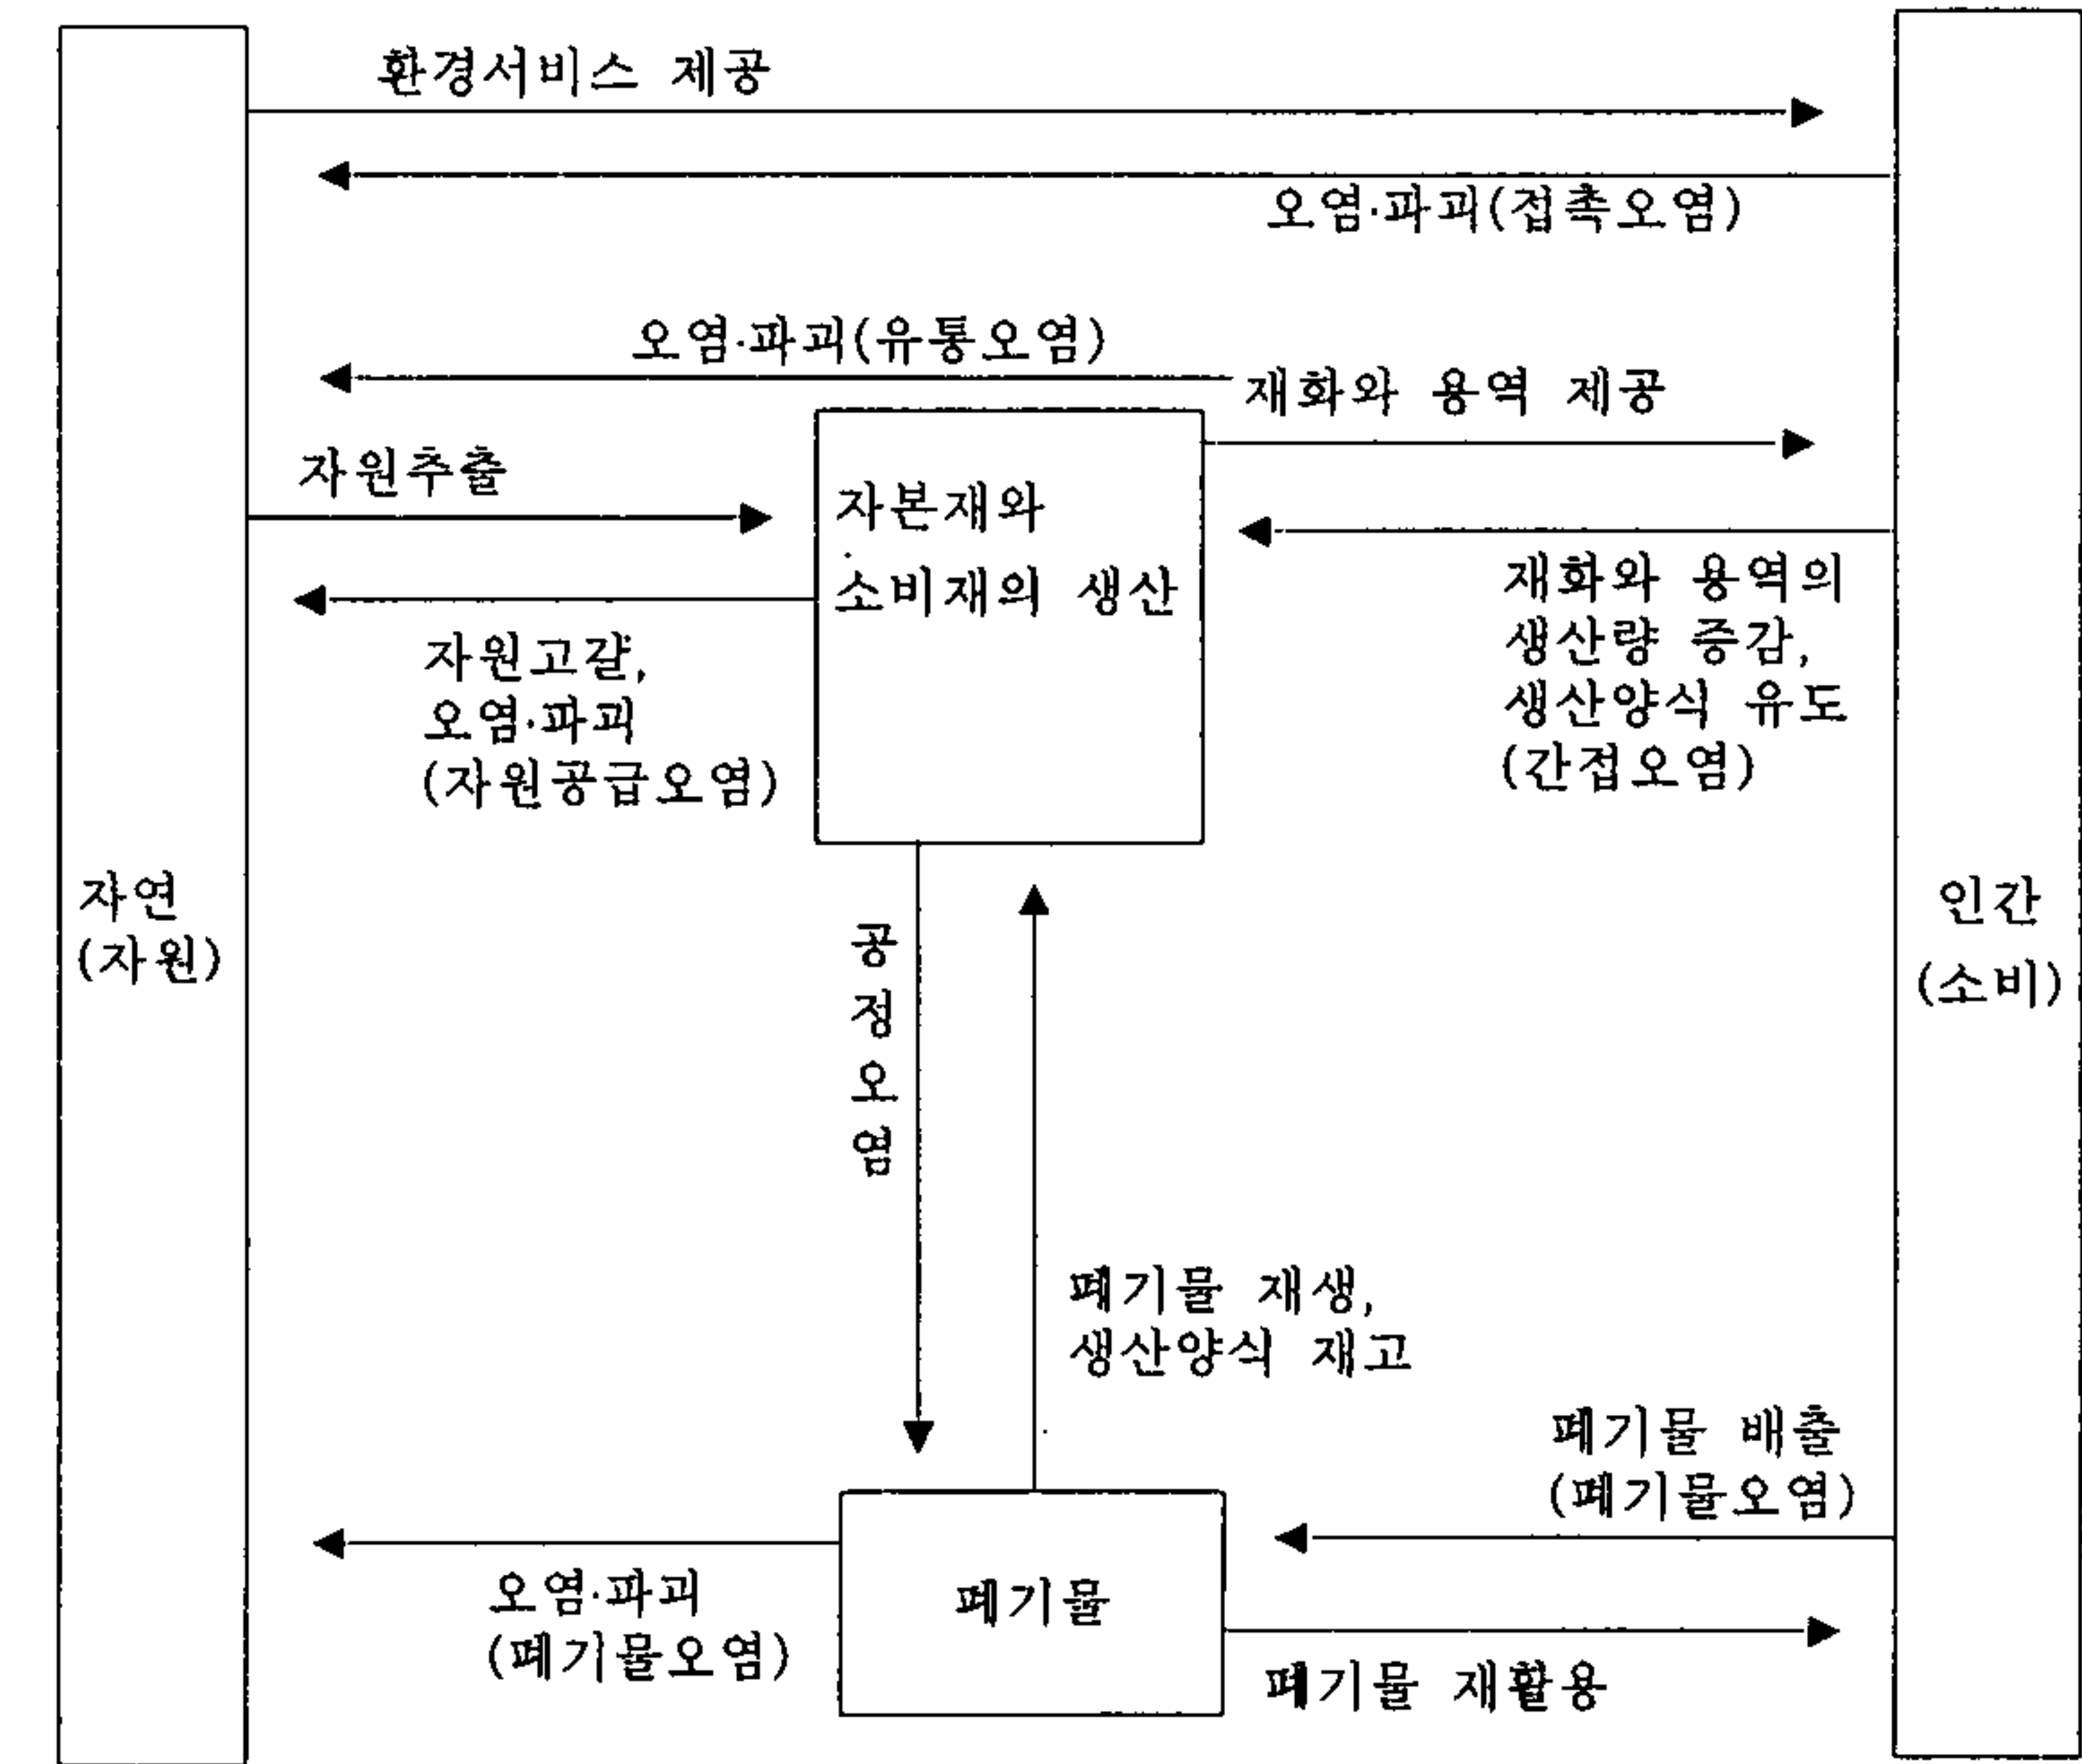 환경서비스 제공
오염·파괴(접촉오염)
오염·파괴(유통오염)
재화와 용역 제공
자원추출
자본재와
소비재의 생산
자원고갈,
오염·파괴
(자원공급오염)
재화와 용역의
생산량 증감,
생산양식 유도
(간접오염)
자연
(자원)
인간
(소비)
공
정
오
염
폐기물 재생,
생산양식 재고
폐기물 배출
(폐기물오염)
오염·파괴
(폐기물오염)
폐기물
폐기물 재활용